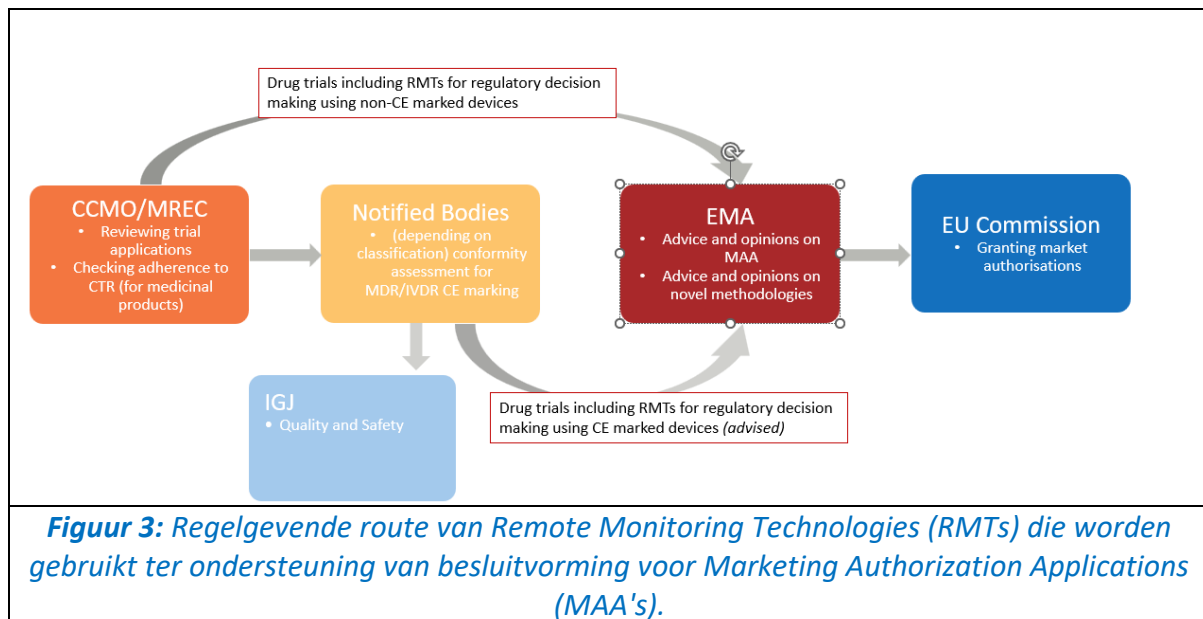 Drug trials including RMTs for regulatory decision
making using non-CE marked devices
CCMO/MREC
• Reviewing trial
applications
• Checking adherence to
CTR (for medicinal
products)
Notified Bodies
• (depending on
classification) conformity
assessment for
MDR/IVDR CE marking
EMA
• Advice and opinions on
MAA
• Advice and opinions on
novel methodologies
EU Commission
• Granting market
authorisations
IGJ
• Quality and Safety
Drug trials including RMTs for regulatory decision
making using CE marked devices (advised)
Figuur 3: Regelgevende route van Remote Monitoring Technologies (RMTs) die worden
gebruikt ter ondersteuning van besluitvorming voor Marketing Authorization Applications
(MAA's).